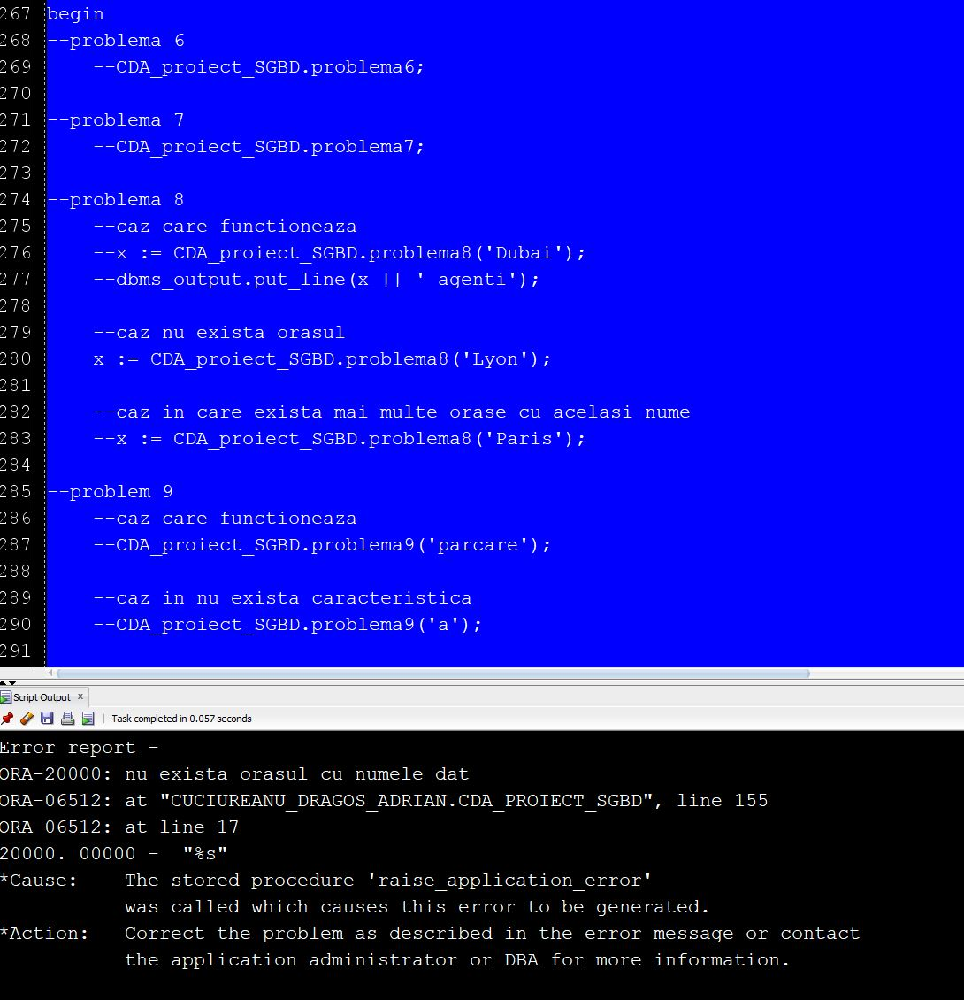 267 begin
268 --problema 6
269     --CDA_proiect_SGBD.problema6;
270
271 --problema 7
272     --CDA_proiect_SGBD.problema7;
273
274 --problema 8
275     --caz care functioneaza
276     --x := CDA_proiect_SGBD.problema8('Dubai');
277     --dbms_output.put_line(x || ' agenti');
278
279     --caz nu exista orasul
280     x := CDA_proiect_SGBD.problema8('Lyon');
281
282     --caz in care exista mai multe orase cu acelasi nume
283     --x := CDA_proiect_SGBD.problema8('Paris');
284
285 --problem 9
286     --caz care functioneaza
287     --CDA_proiect_SGBD.problema9('parcare');
288
289     --caz in nu exista caracteristica
290     --CDA_proiect_SGBD.problema9('a');
291
Script Output x
Task completed in 0.057 seconds
Error report -
ORA-20000: nu exista orasul cu numele dat
ORA-06512: at "CUCIUREANU_DRAGOS_ADRIAN.CDA_PROIECT_SGBD", line 155
ORA-06512: at line 17
20000. 00000 -  "%s"
*Cause:    The stored procedure 'raise_application_error'
           was called which causes this error to be generated.
*Action:   Correct the problem as described in the error message or contact
           the application administrator or DBA for more information.